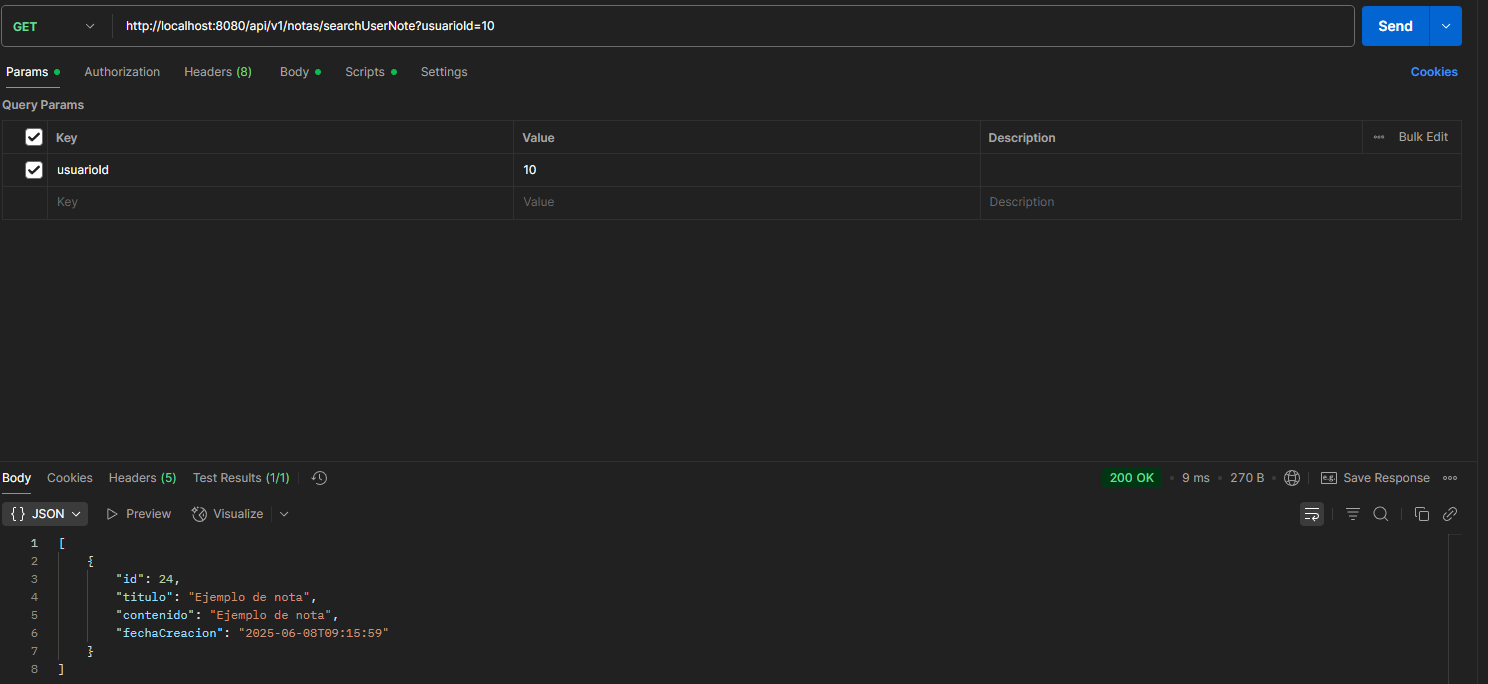 GET http://localhost:8080/api/v1/notas/searchUserNote?usuarioId=10 Send
Params Authorization Headers (8) Body Scripts Settings Cookies
Query Params
Key Value Description Bulk Edit
usuarioId 10
Key Value Description
Body Cookies Headers (5) Test Results (1/1) 200 OK 9 ms 270 B e.g. Save Response
{} JSON Preview Visualize
1 [
2 {
3 "id": 24,
4 "titulo": "Ejemplo de nota",
5 "contenido": "Ejemplo de nota",
6 "fechaCreacion": "2025-06-08T09:15:59"
7 }
8 ]